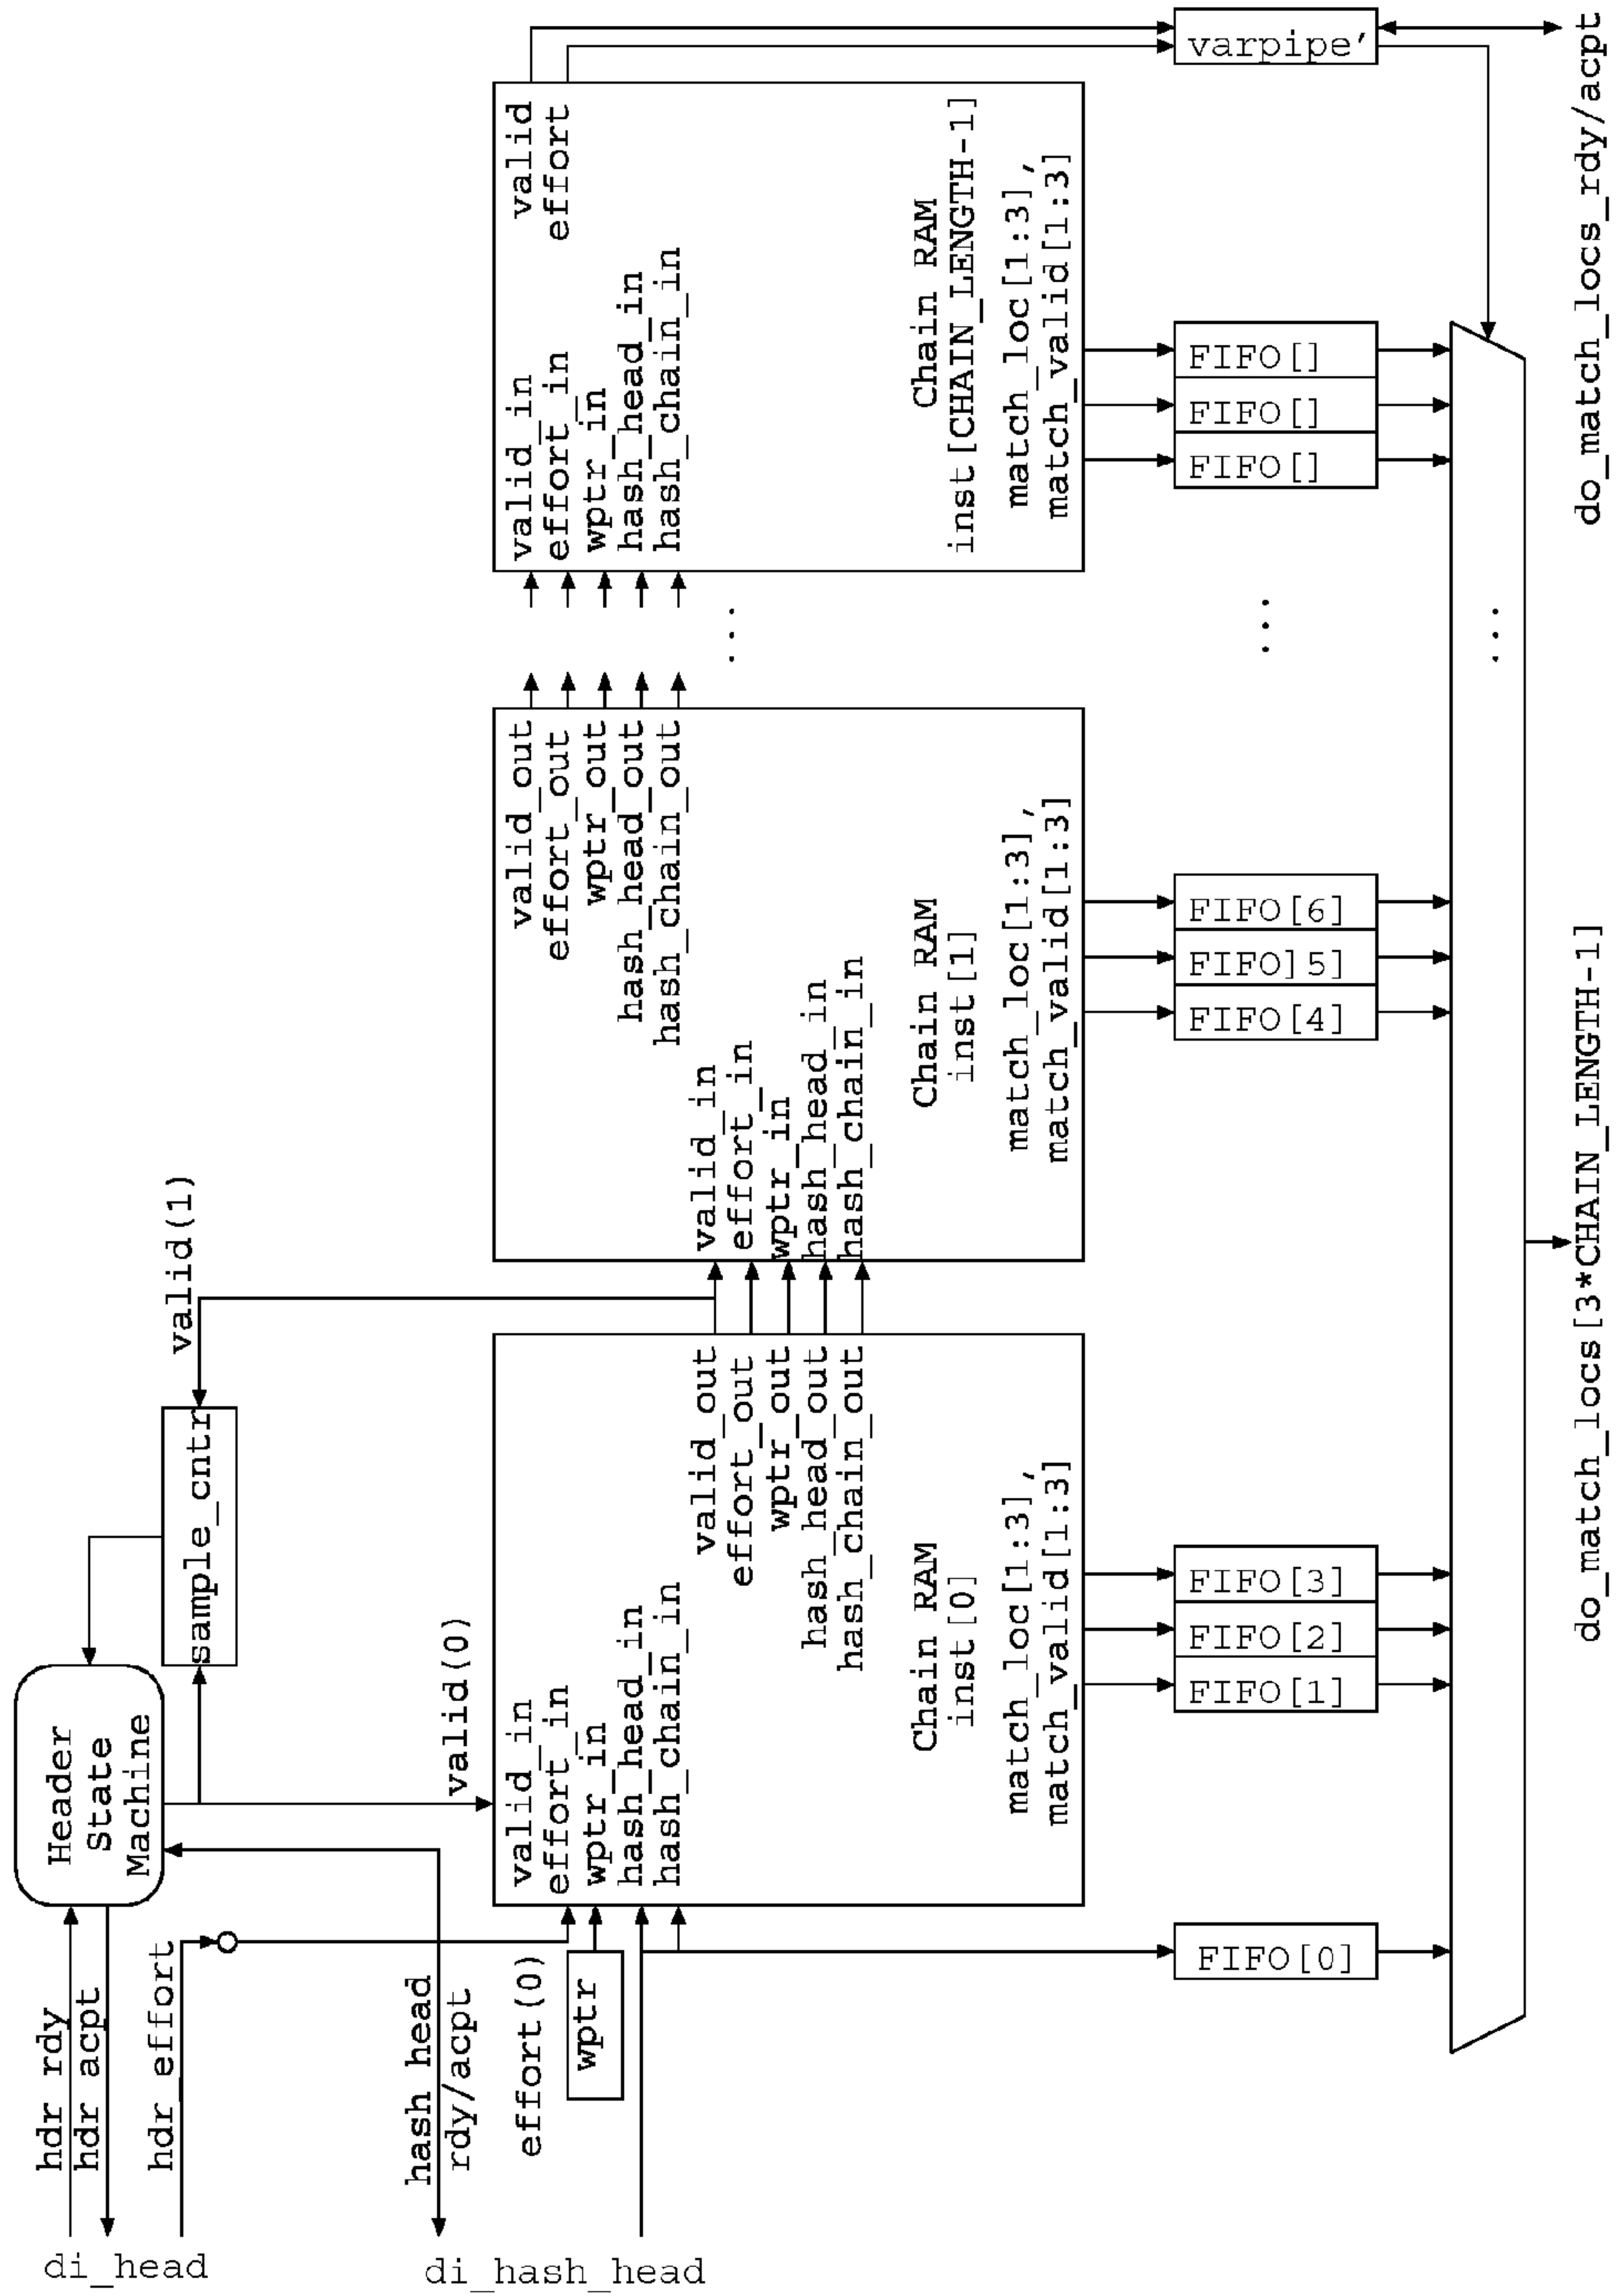 di_head
hdr rdy
hdr acpt
hdr effort
Header
State
Machine
sample_cntr
valid(1)
valid(0)
hash head
rdy/acpt
effort(0)
wptr
di_hash_head
valid_in
effort_in
wptr_in
hash_head_in
hash_chain_in
valid_out
effort_out
wptr_out
hash_head_out
hash_chain_out
Chain RAM
inst[0]
match_loc[1:3],
match_valid[1:3]
valid_in
effort_in
wptr_in
hash_head_in
hash_chain_in
valid_out
effort_out
wptr_out
hash_head_out
hash_chain_out
Chain RAM
inst[1]
match_loc[1:3],
match_valid[1:3]
...
valid_in
effort_in
wptr_in
hash_head_in
hash_chain_in
valid
effort
Chain RAM
inst[CHAIN_LENGTH-1]
match_loc[1:3],
match_valid[1:3]
FIFO[0]
FIFO[1]
FIFO[2]
FIFO[3]
FIFO[4]
FIFO]5]
FIFO[6]
...
FIFO[]
FIFO[]
FIFO[]
varpipe'
...
do_match_locs[3*CHAIN_LENGTH-1]
do_match_locs_rdy/acpt